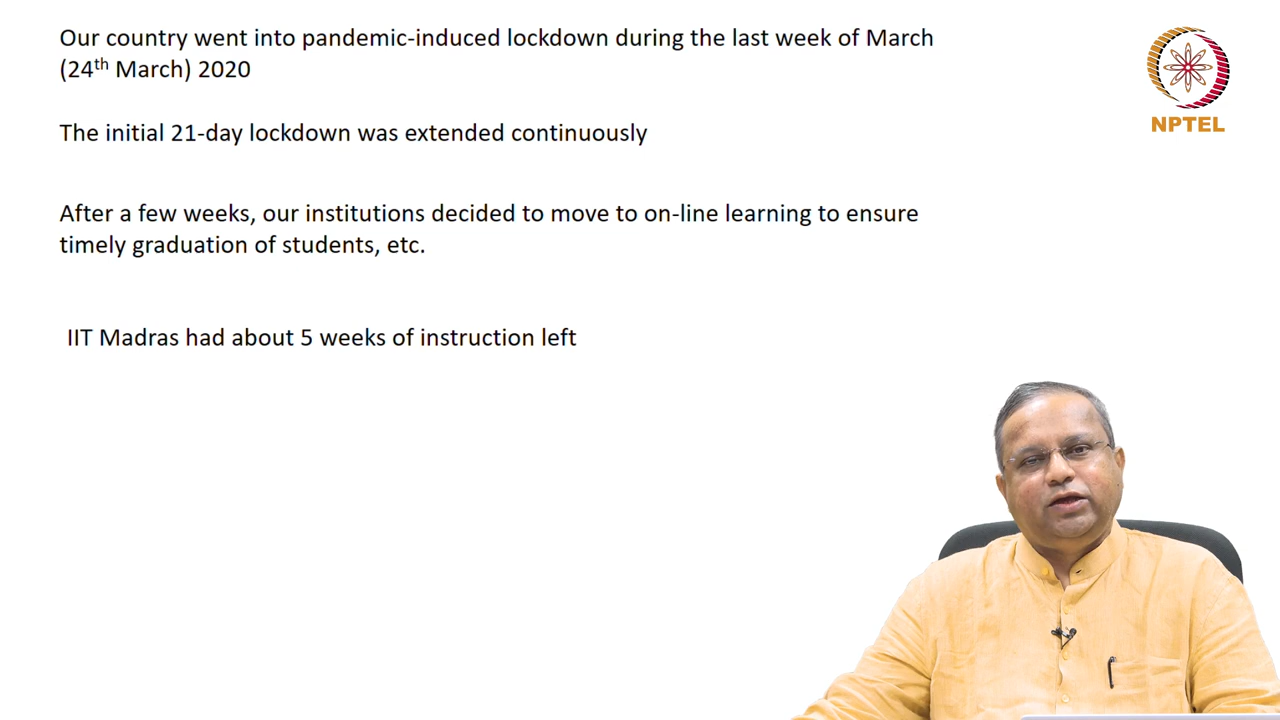 Our country went into pandemic-induced lockdown during the last week of March
(24th March) 2020
NPTEL
The initial 21-day lockdown was extended continuously
After a few weeks, our institutions decided to move to on-line learning to ensure
timely graduation of students, etc.
IIT Madras had about 5 weeks of instruction left